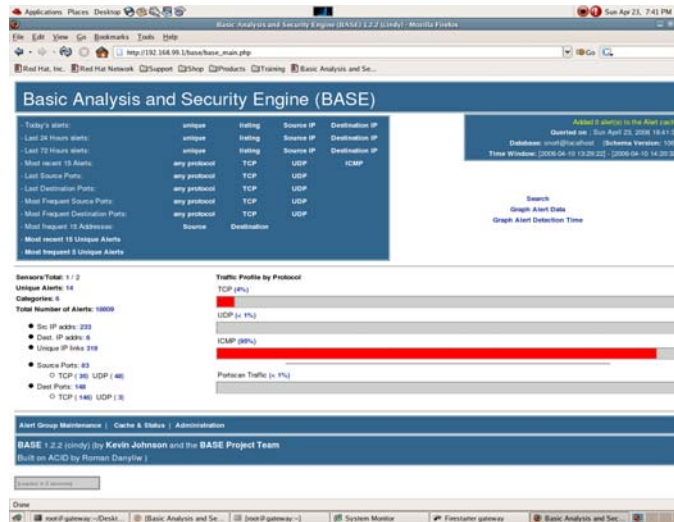 Applications Places Desktop Sun Apr 23, 7:41 PM
Basic Analysis and Security Engine (BASE) 1.2.2 (cindy) - Mozilla Firefox
File Edit View Go Bookmarks Tools Help
http://192.168.99.1/base/base_main.php Go
Red Hat, Inc. Red Hat Network Support Shop Products Training Basic Analysis and Se...
Basic Analysis and Security Engine (BASE)
- Today's alerts: unique listing Source IP Destination IP
- Last 24 Hours alerts: unique listing Source IP Destination IP
- Last 72 Hours alerts: unique listing Source IP Destination IP
- Most recent 15 Alerts: any protocol TCP UDP ICMP
- Last Source Ports: any protocol TCP UDP
- Last Destination Ports: any protocol TCP UDP
- Most Frequent Source Ports: any protocol TCP UDP
- Most Frequent Destination Ports: any protocol TCP UDP
- Most frequent 15 Addresses: Source Destination
- Most recent 15 Unique Alerts
- Most frequent 5 Unique Alerts
Added 0 alert(s) to the Alert cache
Queried on : Sun April 23, 2006 19:41:3
Database: snort@localhost (Schema Version: 106
Time Window: [2006-04-10 13:29:22] - [2006-04-10 14:20:3
Search
Graph Alert Data
Graph Alert Detection Time
Sensors/Total: 1 / 2
Unique Alerts: 14
Categories: 6
Total Number of Alerts:
Src IP addrs: 233
Dest. IP addrs: 6
Unique IP links
Source Ports: 83
TCP ( UDP (
Dest Ports: 148
TCP ( 146) UDP ( 3)
Traffic Profile by Protocol
TCP (4%)
UDP (< 1%)
ICMP
Portscan Traffic (< 1%)
Alert Group Maintenance | Cache & Status | Administration
BASE 1.2.2 (cindy) (by Kevin Johnson and the BASE Project Team
Built on ACID by Roman Danyliw )
[Loaded in seconds]
Done
root@gateway:~/Deskt... [Basic Analysis and Se... [root@gateway:~] System Monitor Firestarter gateway Basic Analysis and Sec...